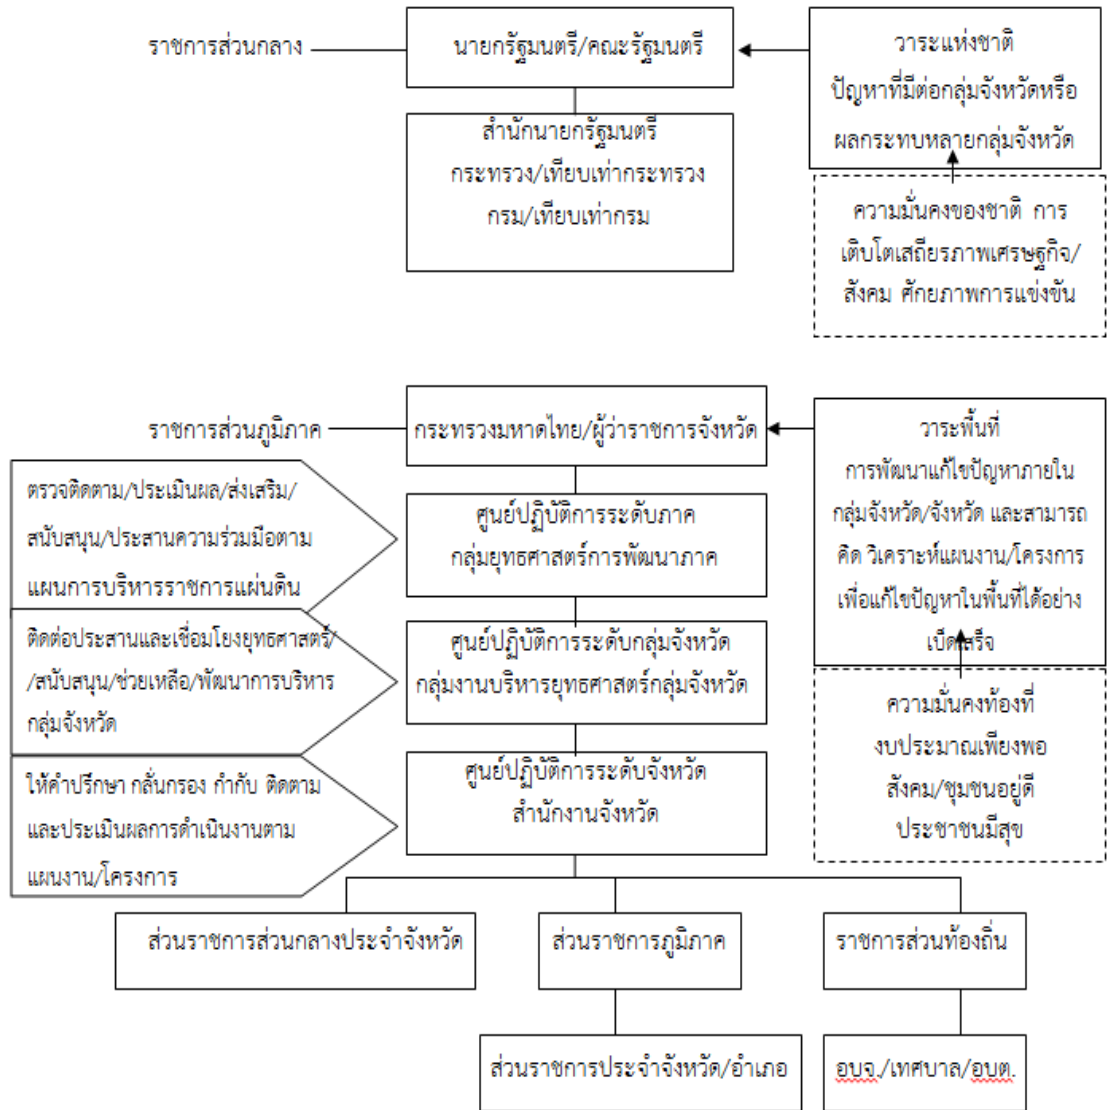 ราชการส่วนกลาง
นายกรัฐมนตรี/คณะรัฐมนตรี
วาระแห่งชาติ
ปัญหาที่มีต่อกลุ่มจังหวัดหรือ
ผลกระทบหลายกลุ่มจังหวัด
สำนักนายกรัฐมนตรี
กระทรวง/เทียบเท่ากระทรวง
กรม/เทียบเท่ากรม
ความมั่นคงของชาติ การ
เติบโตเสถียรภาพเศรษฐกิจ/
สังคม ศักยภาพการแข่งขัน
ราชการส่วนภูมิภาค
กระทรวงมหาดไทย/ผู้ว่าราชการจังหวัด
วาระพื้นที่
การพัฒนาแก้ไขปัญหาภายใน
กลุ่มจังหวัด/จังหวัด และสามารถ
คิด วิเคราะห์แผนงาน/โครงการ
เพื่อแก้ไขปัญหาในพื้นที่ได้อย่าง
เบ็ดเสร็จ
ตรวจติดตาม/ประเมินผล/ส่งเสริม/
สนับสนุน/ประสานความร่วมมือตาม
แผนการบริหารราชการแผ่นดิน
ศูนย์ปฏิบัติการระดับภาค
กลุ่มยุทธศาสตร์การพัฒนาภาค
ติดต่อประสานและเชื่อมโยงยุทธศาสตร์/
/สนับสนุน/ช่วยเหลือ/พัฒนาการบริหาร
กลุ่มจังหวัด
ศูนย์ปฏิบัติการระดับกลุ่มจังหวัด
กลุ่มงานบริหารยุทธศาสตร์กลุ่มจังหวัด
ความมั่นคงท้องที่
งบประมาณเพียงพอ
สังคม/ชุมชนอยู่ดี
ประชาชนมีสุข
ให้คำปรึกษา กลั่นกรอง กำกับ ติดตาม
และประเมินผลการดำเนินงานตาม
แผนงาน/โครงการ
ศูนย์ปฏิบัติการระดับจังหวัด
สำนักงานจังหวัด
ส่วนราชการส่วนกลางประจำจังหวัด
ส่วนราชการภูมิภาค
ราชการส่วนท้องถิ่น
ส่วนราชการประจำจังหวัด/อำเภอ
อบจ./เทศบาล/อบต.